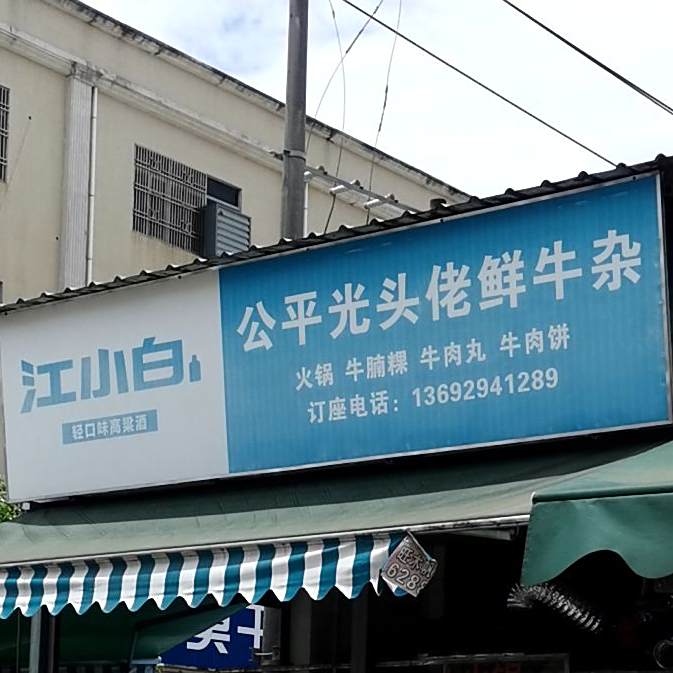 江小白
轻口味高粱酒
公平光头佬鲜牛杂
火锅 牛腩粿 牛肉丸 牛肉饼
订座电话：13692941289
628